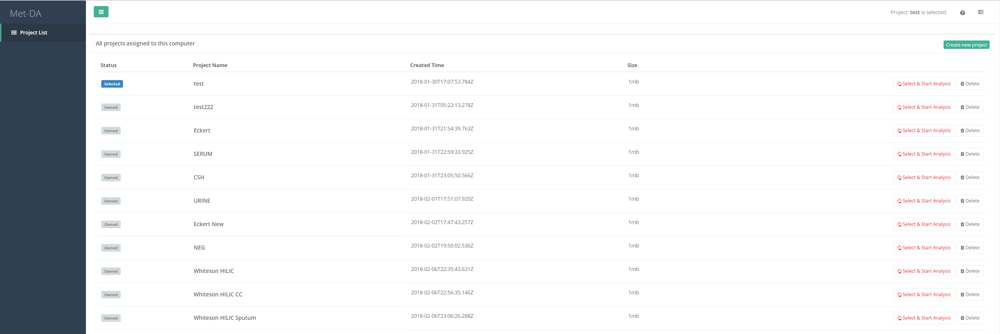 Met-DA
Project: test is selected.
Project List
All projects assigned to this computer
Create new project
Status Project Name Created Time Size
Selected test 2018-01-30T17:07:53.784Z 1mb Select & Start Analysis Delete
Owned test222 2018-01-31T05:22:13.278Z 1mb Select & Start Analysis Delete
Owned Eckert 2018-01-31T21:54:39.763Z 1mb Select & Start Analysis Delete
Owned SERUM 2018-01-31T22:59:33.925Z 1mb Select & Start Analysis Delete
Owned CSH 2018-01-31T23:05:50.566Z 1mb Select & Start Analysis Delete
Owned URINE 2018-02-01T17:51:07.920Z 1mb Select & Start Analysis Delete
Owned Eckert New 2018-02-02T17:47:43.257Z 1mb Select & Start Analysis Delete
Owned NEG 2018-02-02T19:50:02.536Z 1mb Select & Start Analysis Delete
Owned Whiteson HILIC 2018-02-06T22:35:43.631Z 1mb Select & Start Analysis Delete
Owned Whiteson HILIC CC 2018-02-06T22:56:35.146Z 1mb Select & Start Analysis Delete
Owned Whiteson HILIC Sputum 2018-02-06T23:06:26.288Z 1mb Select & Start Analysis Delete